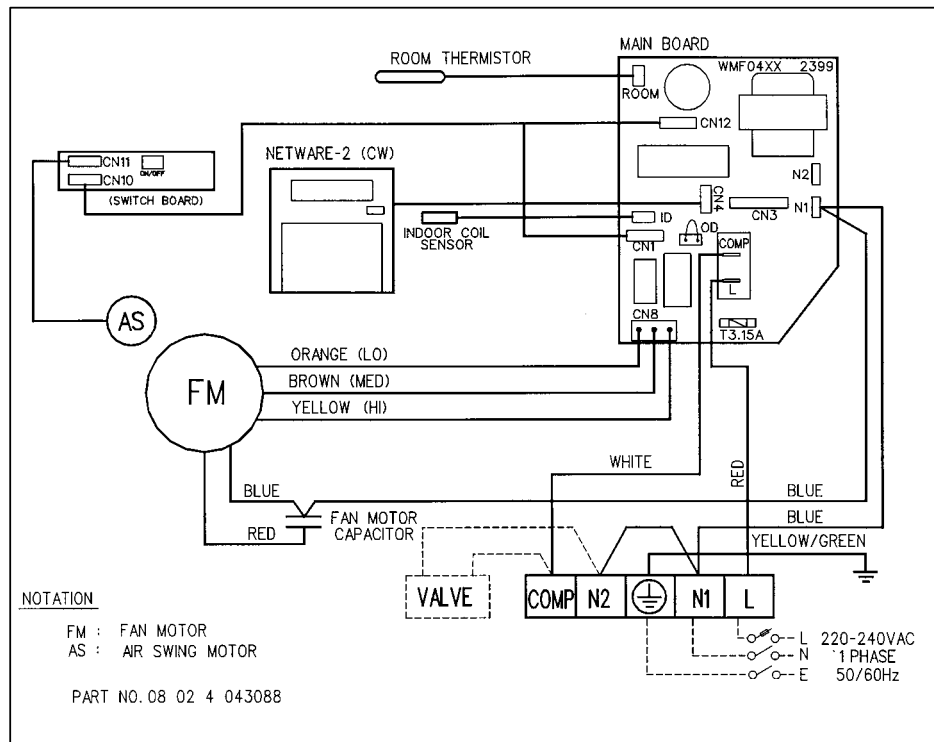 MAIN BOARD
ROOM THERMISTOR
WMF04XX 2399
ROOM
CN12
NETWARE-2 (CW)
CN11
ON/OFF
CN10
(SWITCH BOARD)
N2
CN4
CN3
N1
ID
INDOOR COIL
SENSOR
OD
CN1
COMP
L
CN8
T3.15A
AS
ORANGE (LO)
FM
BROWN (MED)
YELLOW (HI)
WHITE
RED
BLUE
BLUE
FAN MOTOR
CAPACITOR
RED
BLUE
YELLOW/GREEN
VALVE
COMP
N2
N1
L
NOTATION
FM : FAN MOTOR
AS : AIR SWING MOTOR
L 220-240VAC
N 1 PHASE
E 50/60Hz
PART NO. 08 02 4 043088